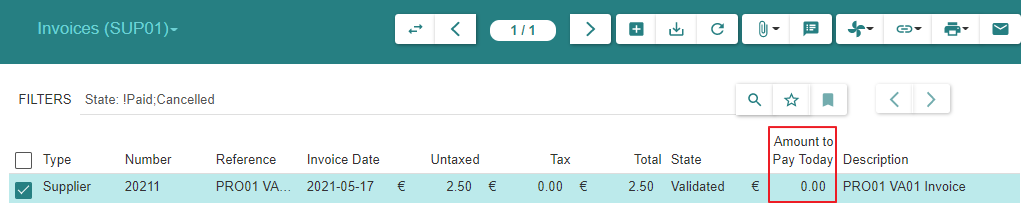 Invoices (SUP01)
1 / 1
FILTERS State: !Paid;Cancelled
Type Number Reference Invoice Date Untaxed Tax Total State Amount to Pay Today Description
Supplier 20211 PRO01 VA... 2021-05-17 € 2.50 € 0.00 € 2.50 Validated € 0.00 PRO01 VA01 Invoice